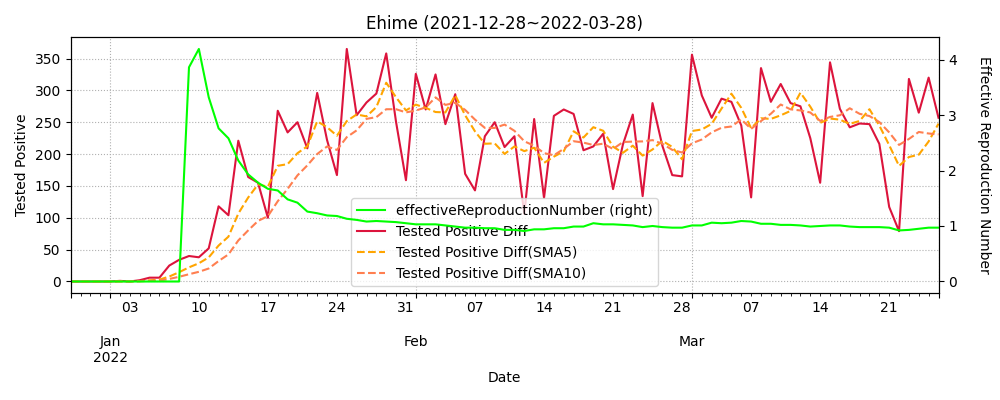 Ehime (2021-12-28~2022-03-28)
Tested Positive
350
300
250
200
150
100
50
0
4
3
2
1
0
Effective Reproduction Number
effectiveReproductionNumber (right)
Tested Positive Diff
Tested Positive Diff(SMA5)
Tested Positive Diff(SMA10)
03 10 17 24 31 07 14 21 28 07 14 21
Jan Feb Mar
2022
Date